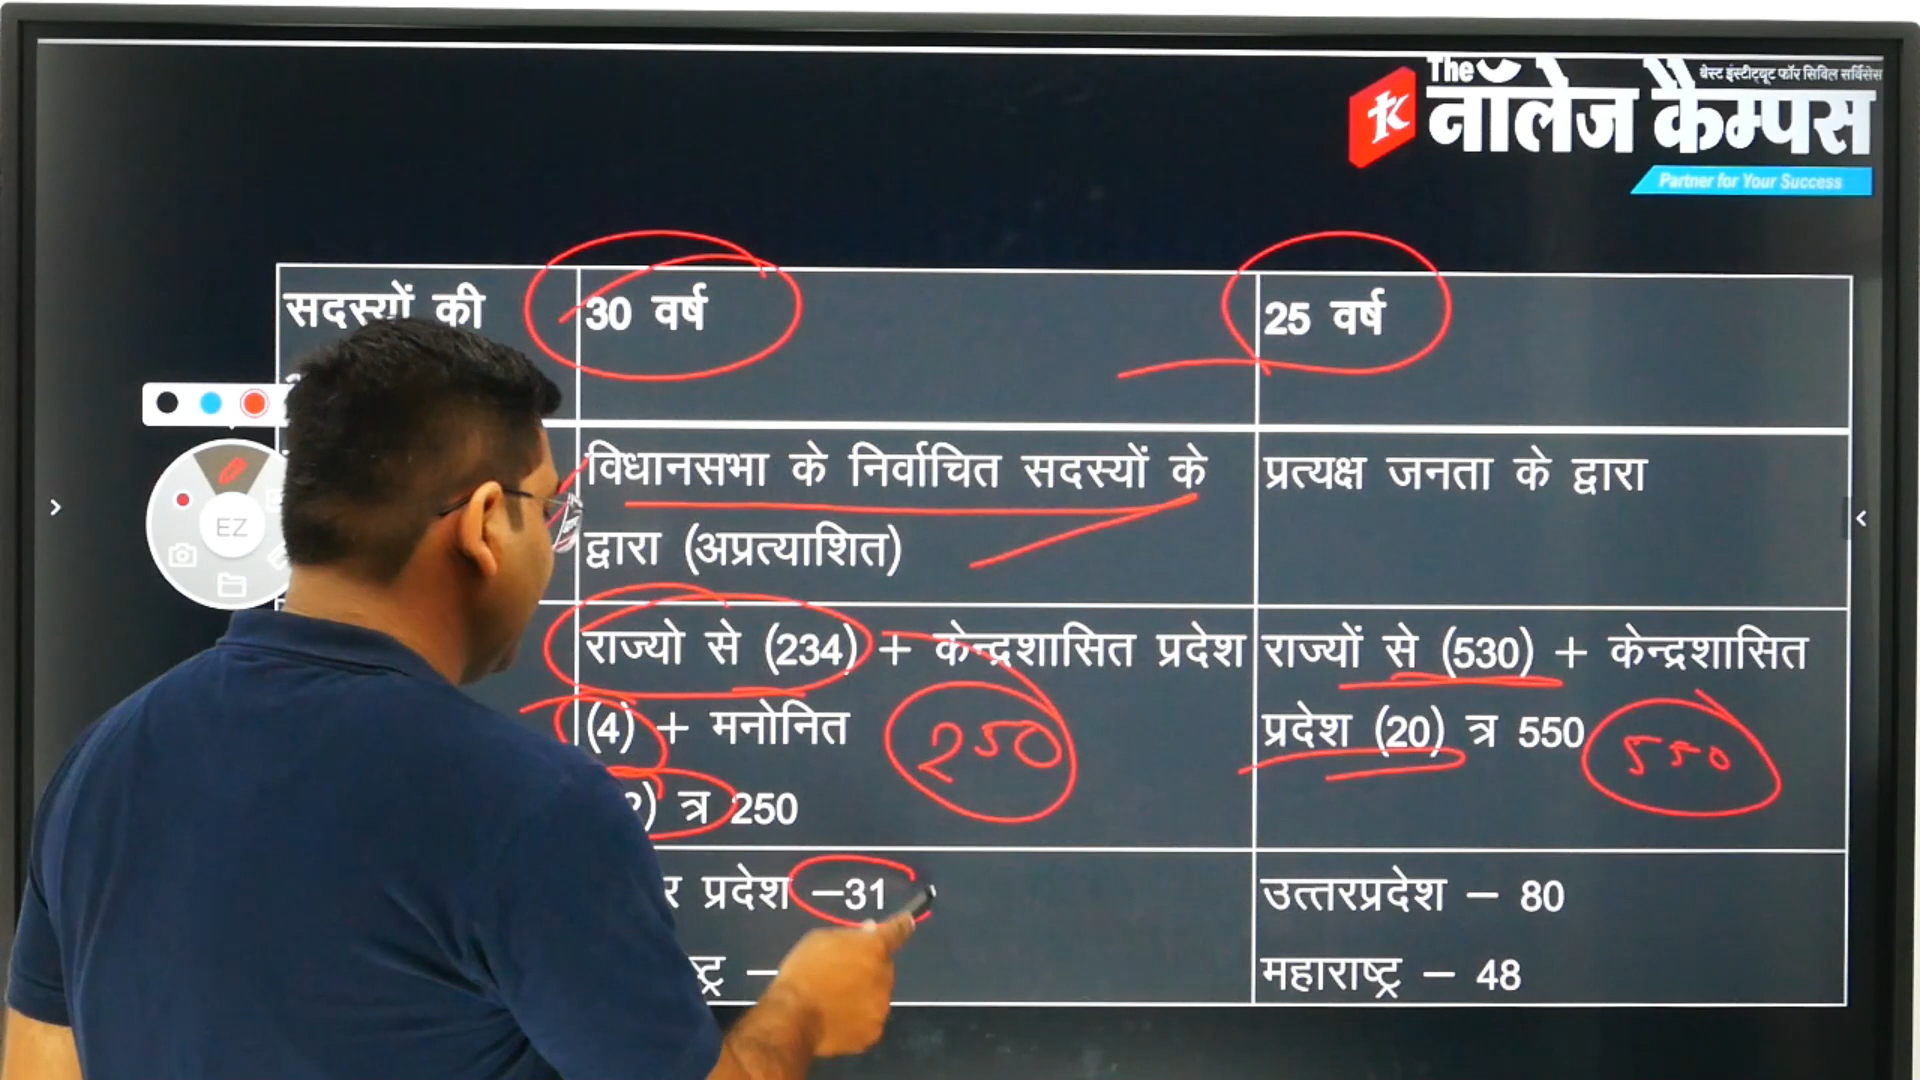 The
बेस्ट इंस्टीट्यूट फॉर सिविल सर्विसेस
नॉलेज कैम्पस
Partner for Your Success
सदस्यों की
30 वर्ष
25 वर्ष
EZ
विधानसभा के निर्वाचित सदस्यों के
द्वारा (अप्रत्याशित)
प्रत्यक्ष जनता के द्वारा
राज्यो से (234) + केन्द्रशासित प्रदेश
(4) + मनोनित
त्र 250
250
राज्यों से (530) + केन्द्रशासित
प्रदेश (20) त्र 550
550
प्रदेश –31
उत्तरप्रदेश – 80
महाराष्ट्र – 48